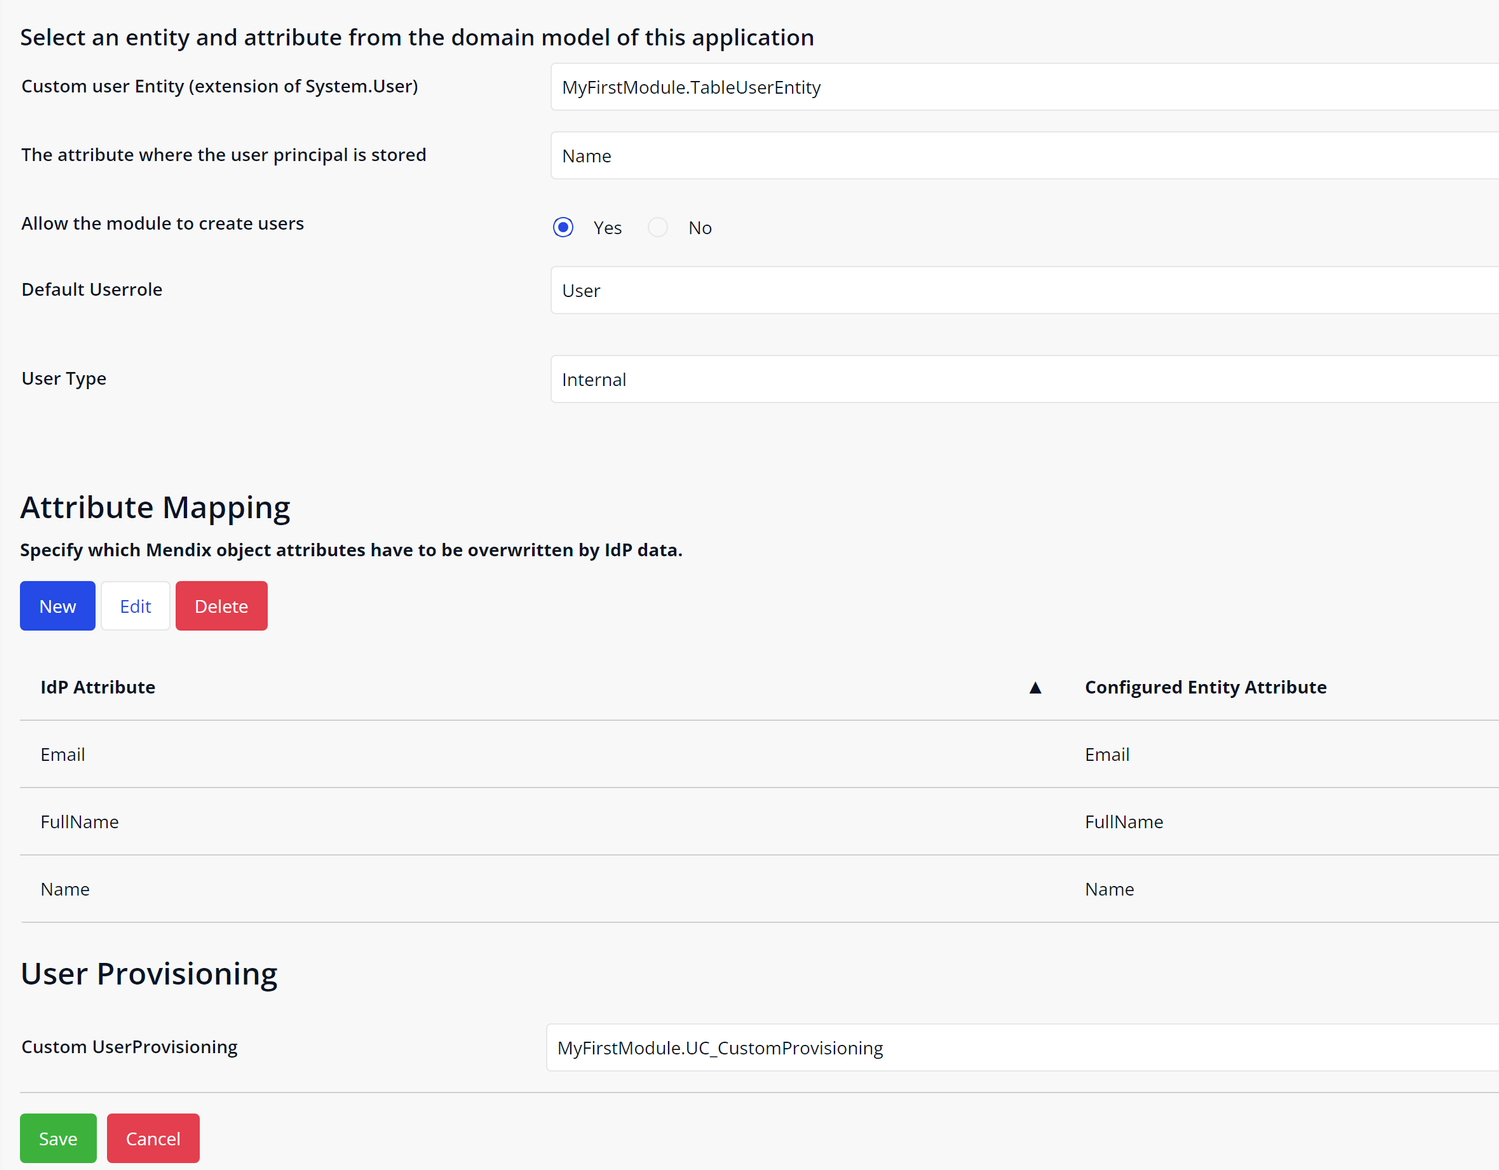 Select an entity and attribute from the domain model of this application
Custom user Entity (extension of System.User) MyFirstModule.TableUserEntity
The attribute where the user principal is stored Name
Allow the module to create users Yes No
Default Userrole User
User Type Internal
Attribute Mapping
Specify which Mendix object attributes have to be overwritten by IdP data.
New Edit Delete
IdP Attribute ▲ Configured Entity Attribute
Email Email
FullName FullName
Name Name
User Provisioning
Custom UserProvisioning MyFirstModule.UC_CustomProvisioning
Save Cancel